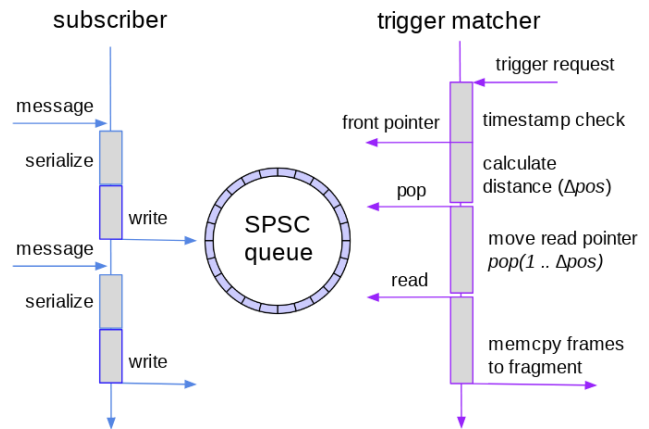 subscriber
message
serialize
write
message
serialize
write
SPSC
queue
trigger matcher
trigger request
front pointer
timestamp check
calculate
distance (Δpos)
pop
move read pointer
pop(1 .. Δpos)
read
memcpy frames
to fragment